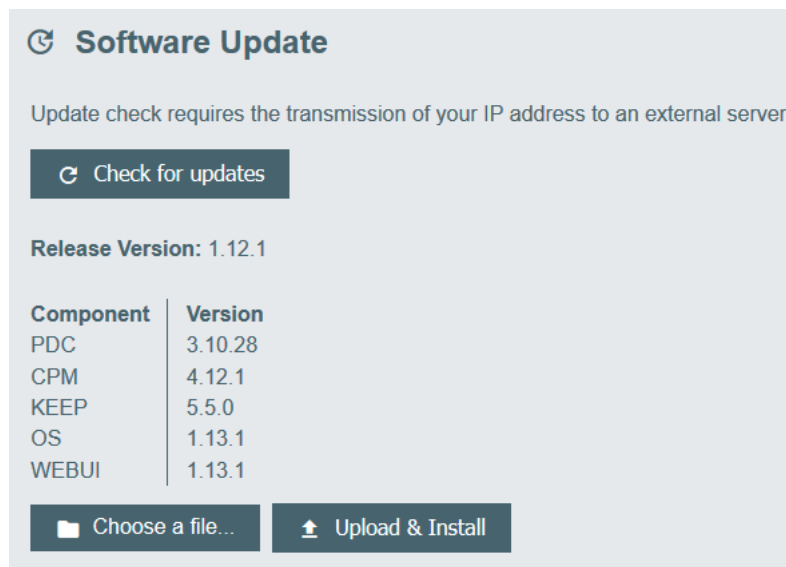 Software Update
Update check requires the transmission of your IP address to an external server
Check for updates
Release Version: 1.12.1
Component Version
PDC 3.10.28
CPM 4.12.1
KEEP 5.5.0
OS 1.13.1
WEBUI 1.13.1
Choose a file... Upload & Install